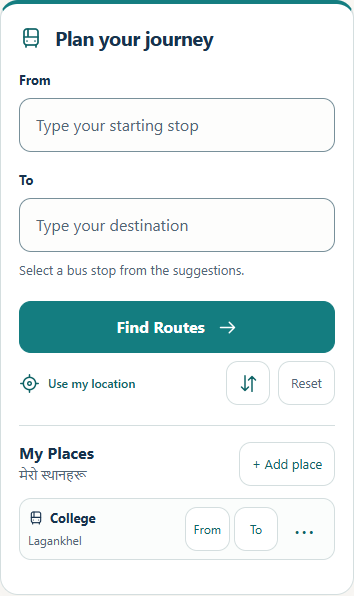 Plan your journey
From
Type your starting stop
To
Type your destination
Select a bus stop from the suggestions.
Find Routes →
Use my location
Reset
My Places
मेरो स्थानहरू
+ Add place
College
From
To
...
Lagankhel